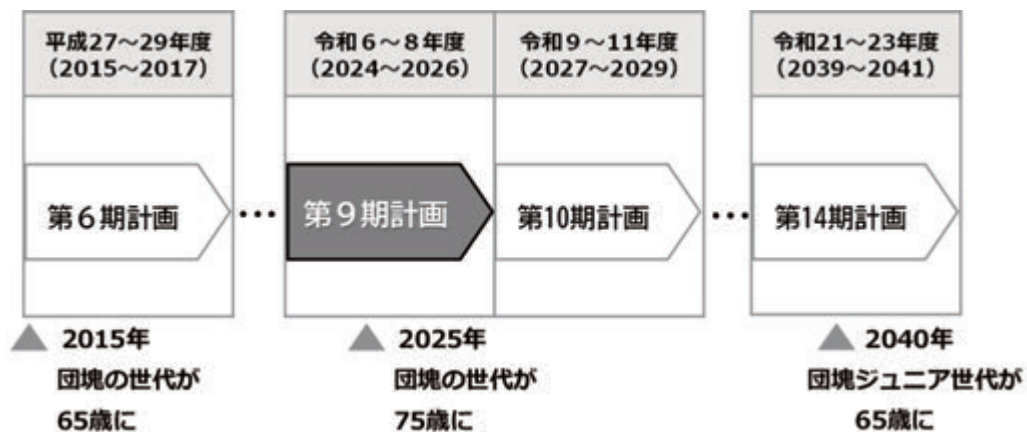 平成27～29年度
（2015～2017）
令和６～８年度
（2024～2026）
令和９～11年度
（2027～2029）
令和21～23年度
（2039～2041）
第６期計画
…
第９期計画
第10期計画
…
第14期計画
▲ 2015年
団塊の世代が
65歳に
▲ 2025年
団塊の世代が
75歳に
▲ 2040年
団塊ジュニア世代が
65歳に